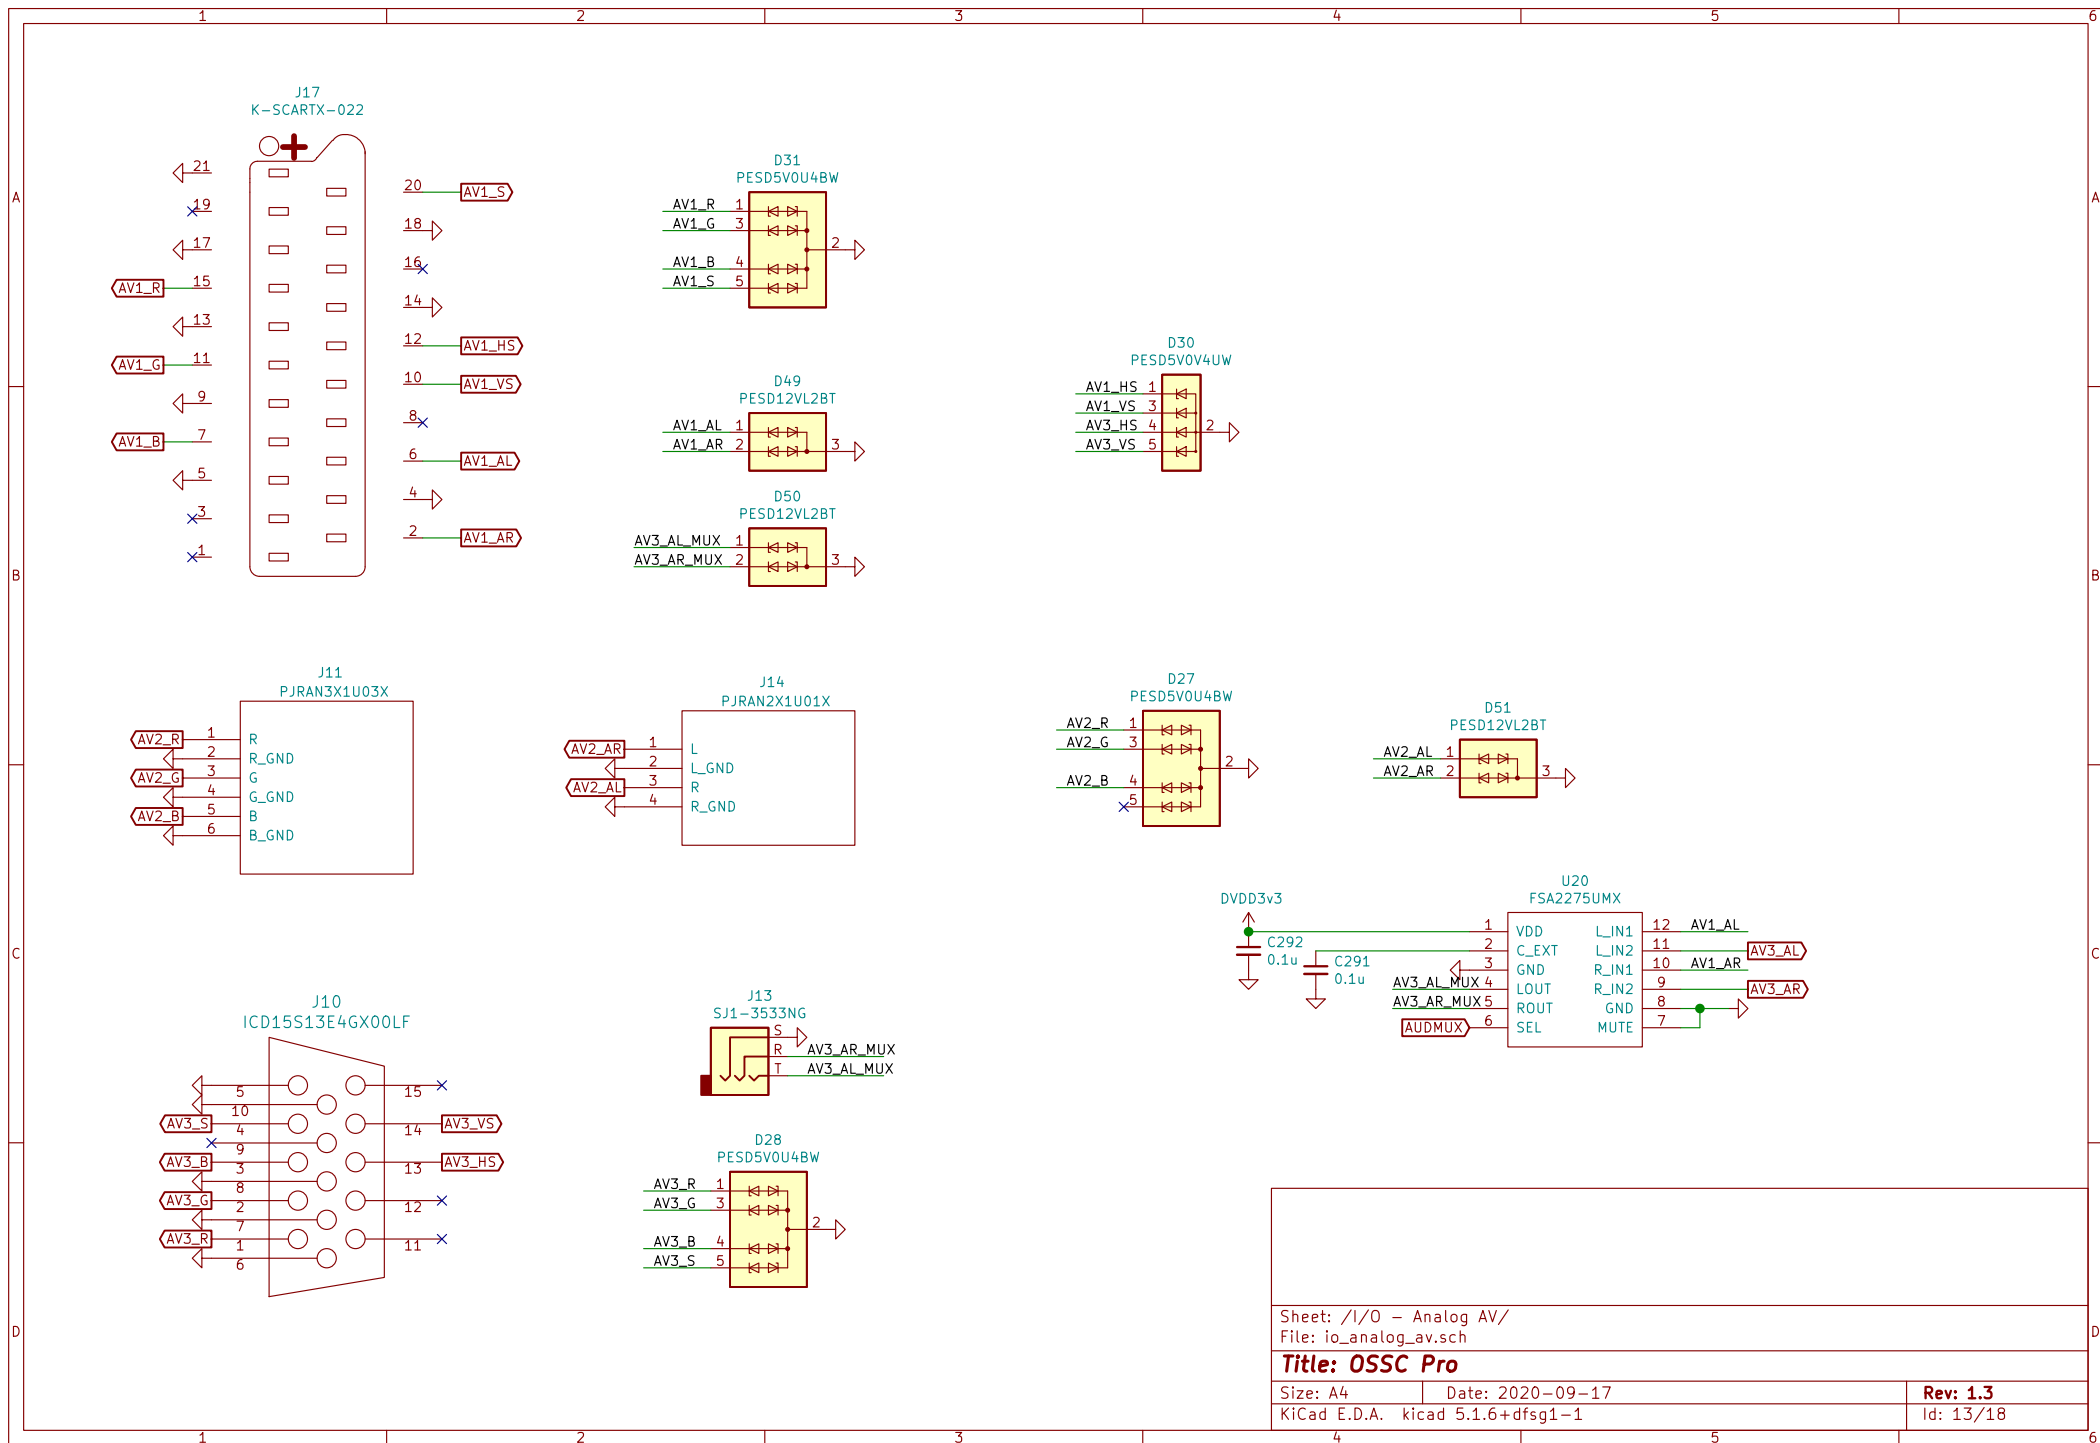 1 2 3 4 5 6
A A
B B
C C
D D
J17
K-SCARTX-022
21
19
17
AV1_R 15
13
AV1_G 11
9
AV1_B 7
5
3
1
20 AV1_S
18
16
14
12 AV1_HS
10 AV1_VS
8
6 AV1_AL
4
2 AV1_AR
D31
PESD5V0U4BW
AV1_R 1
AV1_G 3
2
AV1_B 4
AV1_S 5
D49
PESD12VL2BT
AV1_AL 1
AV1_AR 2 3
D50
PESD12VL2BT
AV3_AL_MUX 1
AV3_AR_MUX 2 3
D30
PESD5V0V4UW
AV1_HS 1
AV1_VS 3
AV3_HS 4 2
AV3_VS 5
J11
PJRAN3X1U03X
AV2_R 1 R
2 R_GND
AV2_G 3 G
4 G_GND
AV2_B 5 B
6 B_GND
J14
PJRAN2X1U01X
AV2_AR 1 L
2 L_GND
AV2_AL 3 R
4 R_GND
D27
PESD5V0U4BW
AV2_R 1
AV2_G 3
2
AV2_B 4
5
D51
PESD12VL2BT
AV2_AL 1
AV2_AR 2 3
DVDD3v3
C292
0.1u
C291
0.1u
U20
FSA2275UMX
1 VDD L_IN1 12 AV1_AL
2 C_EXT L_IN2 11 AV3_AL
3 GND R_IN1 10 AV1_AR
AV3_AL_MUX 4 LOUT R_IN2 9 AV3_AR
AV3_AR_MUX 5 ROUT GND 8
AUDMUX 6 SEL MUTE 7
J10
ICD15S13E4GX00LF
5 15
10
AV3_S 4 14 AV3_VS
9
AV3_B 3 13 AV3_HS
8
AV3_G 2 12
7
AV3_R 1 11
6
J13
SJ1-3533NG
S
R AV3_AR_MUX
T AV3_AL_MUX
D28
PESD5V0U4BW
AV3_R 1
AV3_G 3
2
AV3_B 4
AV3_S 5
Sheet: /I/O - Analog AV/
File: io_analog_av.sch
Title: OSSC Pro
Size: A4 Date: 2020-09-17 Rev: 1.3
KiCad E.D.A. kicad 5.1.6+dfsg1-1 Id: 13/18
1 2 3 4 5 6